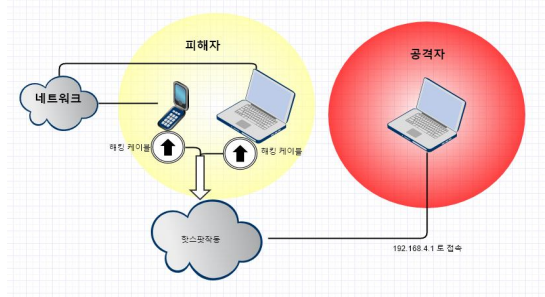 피해자
공격자
네트워크
해킹 케이블
해킹 케이블
핫스팟작동
192.168.4.1 로 접속